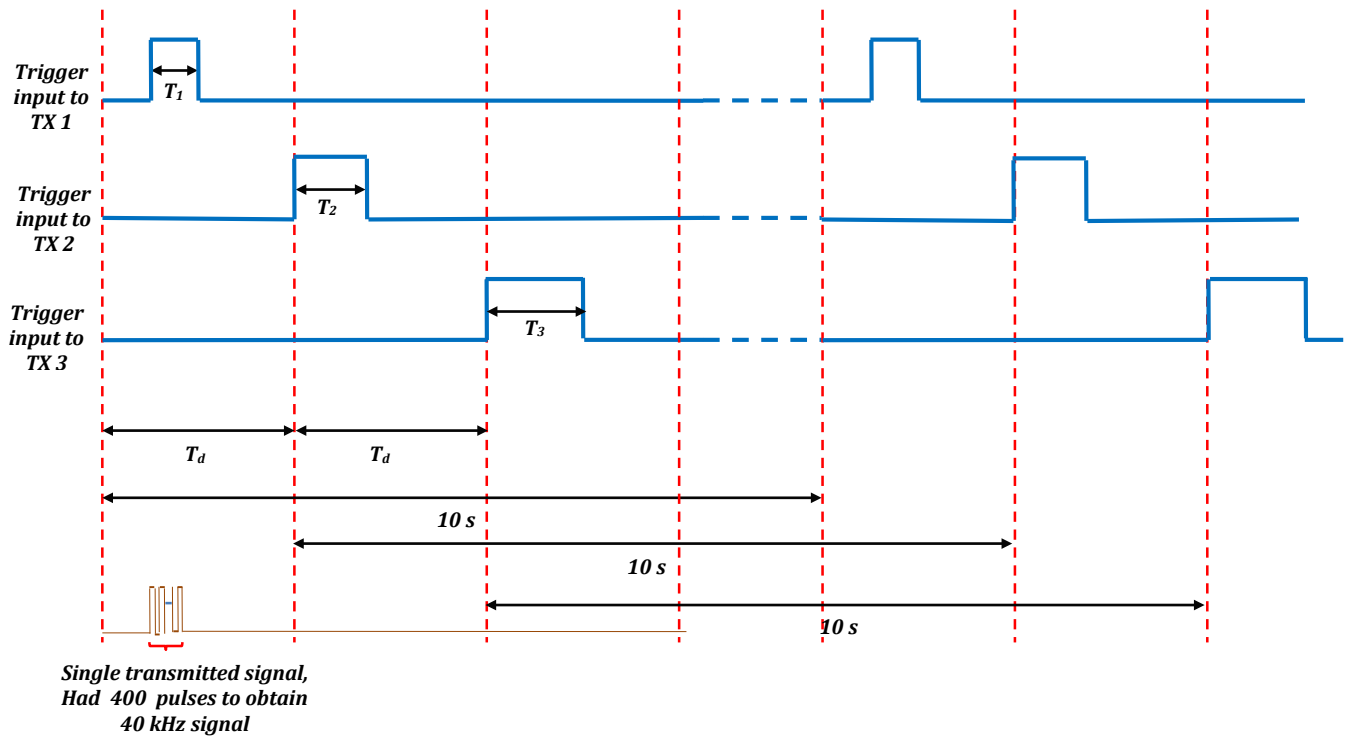 Trigger
input to
TX 1
T1
Trigger
input to
TX 2
T2
Trigger
input to
TX 3
T3
Td
Td
10 s
10 s
10 s
Single transmitted signal,
Had 400 pulses to obtain
40 kHz signal